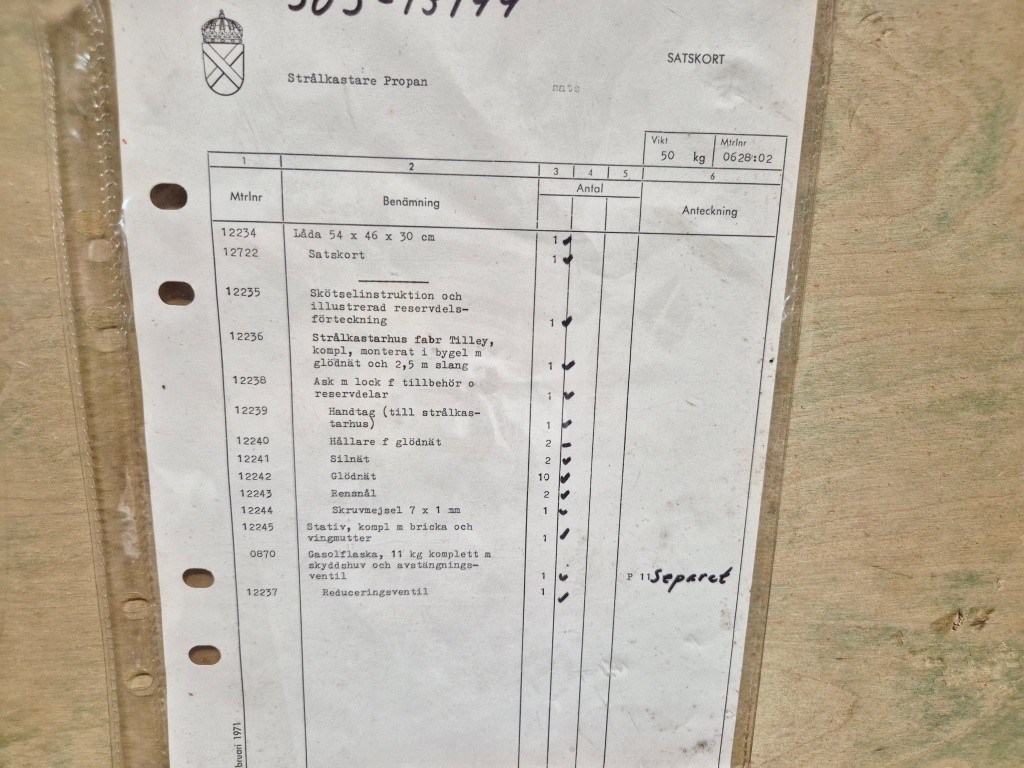 SATSKORT
Strålkastare Propan
sats
Vikt
50 kg
Mtrlnr
0628:02
1 2 3 4 5 6
Mtrlnr Benämning Antal Anteckning
12234 Låda 54 x 46 x 30 cm 1
12722 Satskort 1
12235 Skötselinstruktion och
illustrerad reservdels-
förteckning 1
12236 Strålkastarhus fabr Tilley,
kompl, monterat i bygel m
glödnät och 2,5 m slang 1
12238 Ask m lock f tillbehör o
reservdelar 1
12239 Handtag (till strålkas-
tarhus) 1
12240 Hållare f glödnät 2
12241 Silnät 2
12242 Glödnät 10
12243 Rensnål 2
12244 Skruvmejsel 7 x 1 mm 1
12245 Stativ, kompl m bricka och
vingmutter 1
0870 Gasolflaska, 11 kg komplett m
skyddshuv och avstängnings-
ventil 1 P 11 Separat
12237 Reduceringsventil 1
bruari 1971